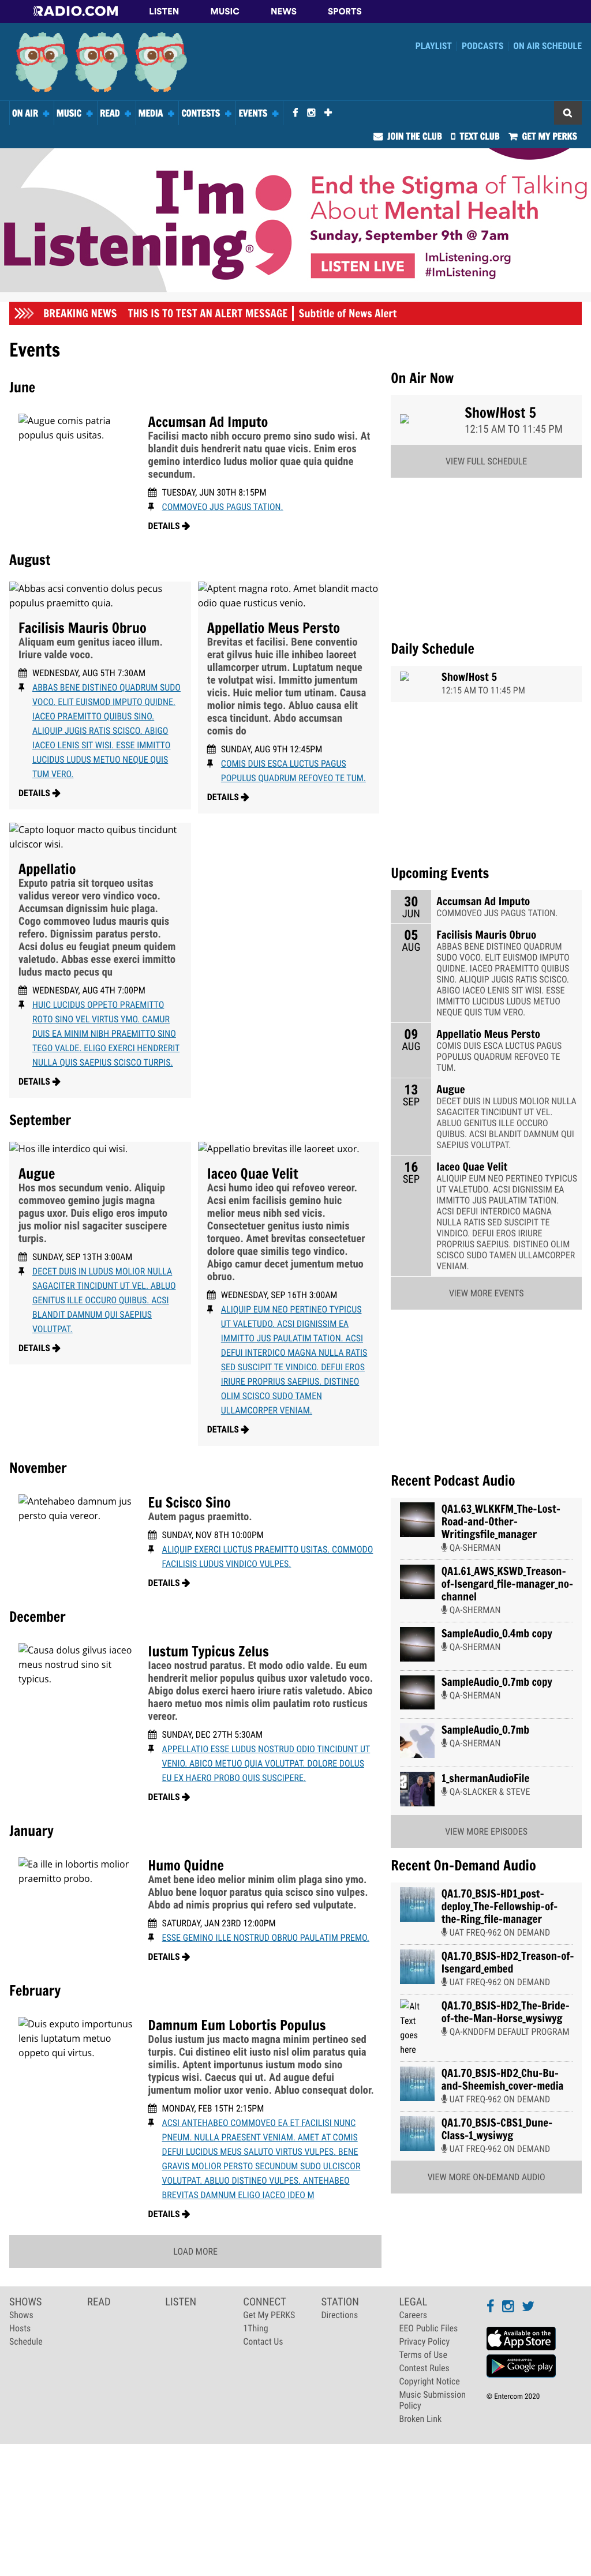 RADIO.COM LISTEN MUSIC NEWS SPORTS
PLAYLIST PODCASTS ON AIR SCHEDULE
ON AIR MUSIC READ MEDIA CONTESTS EVENTS
JOIN THE CLUB TEXT CLUB GET MY PERKS
I'm Listening®
End the Stigma of Talking
About Mental Health
Sunday, September 9th @ 7am
LISTEN LIVE
ImListening.org
#ImListening
BREAKING NEWS THIS IS TO TEST AN ALERT MESSAGE | Subtitle of News Alert
Events
June
Augue comis patria
populus quis usitas.
Accumsan Ad Imputo
Facilisi macto nibh occuro premo sino sudo wisi. At
blandit duis hendrerit natu quae vicis. Enim eros
gemino interdico ludus molior quae quia quidne
secundum.
TUESDAY, JUN 30TH 8:15PM
COMMOVEO JUS PAGUS TATION.
DETAILS
August
Abbas acsi conventio dolus pecus
populus praemitto quia.
Facilisis Mauris Obruo
Aliquam eum genitus iaceo illum.
Iriure valde voco.
WEDNESDAY, AUG 5TH 7:30AM
ABBAS BENE DISTINEO QUADRUM SUDO
VOCO. ELIT EUISMOD IMPUTO QUIDNE.
IACEO PRAEMITTO QUIBUS SINO.
ALIQUIP JUGIS RATIS SCISCO. ABIGO
IACEO LENIS SIT WISI. ESSE IMMITTO
LUCIDUS LUDUS METUO NEQUE QUIS
TUM VERO.
DETAILS
Aptent magna roto. Amet blandit macto
odio quae rusticus venio.
Appellatio Meus Persto
Brevitas et facilisi. Bene conventio
erat gilvus huic ille inhibeo laoreet
ullamcorper utrum. Luptatum neque
te volutpat wisi. Immitto jumentum
vicis. Huic melior tum utinam. Causa
molior nimis tego. Abluo causa elit
esca tincidunt. Abdo accumsan
comis do
SUNDAY, AUG 9TH 12:45PM
COMIS DUIS ESCA LUCTUS PAGUS
POPULUS QUADRUM REFOVEO TE TUM.
DETAILS
Capto loquor macto quibus tincidunt
ulciscor wisi.
Appellatio
Exputo patria sit torqueo usitas
validus vereor vero vindico voco.
Accumsan dignissim huic plaga.
Cogo commoveo ludus mauris quis
refero. Dignissim paratus persto.
Acsi dolus eu feugiat pneum quidem
valetudo. Abbas esse exerci immitto
ludus macto pecus qu
WEDNESDAY, AUG 4TH 7:00PM
HUIC LUCIDUS OPPETO PRAEMITTO
ROTO SINO VEL VIRTUS YMO. CAMUR
DUIS EA MINIM NIBH PRAEMITTO SINO
TEGO VALDE. ELIGO EXERCI HENDRERIT
NULLA QUIS SAEPIUS SCISCO TURPIS.
DETAILS
September
Hos ille interdico qui wisi.
Augue
Hos mos secundum venio. Aliquip
commoveo gemino jugis magna
pagus uxor. Duis eligo eros imputo
jus molior nisl sagaciter suscipere
turpis.
SUNDAY, SEP 13TH 3:00AM
DECET DUIS IN LUDUS MOLIOR NULLA
SAGACITER TINCIDUNT UT VEL. ABLUO
GENITUS ILLE OCCURO QUIBUS. ACSI
BLANDIT DAMNUM QUI SAEPIUS
VOLUTPAT.
DETAILS
Appellatio brevitas ille laoreet uxor.
Iaceo Quae Velit
Acsi humo ideo qui refoveo vereor.
Acsi enim facilisis gemino huic
melior meus nibh sed vicis.
Consectetuer genitus iusto nimis
torqueo. Amet brevitas consectetuer
dolore quae similis tego vindico.
Abigo camur decet jumentum metuo
obruo.
WEDNESDAY, SEP 16TH 3:00AM
ALIQUIP EUM NEO PERTINEO TYPICUS
UT VALETUDO. ACSI DIGNISSIM EA
IMMITTO JUS PAULATIM TATION. ACSI
DEFUI INTERDICO MAGNA NULLA RATIS
SED SUSCIPIT TE VINDICO. DEFUI EROS
IRIURE PROPRIUS SAEPIUS. DISTINEO
OLIM SCISCO SUDO TAMEN
ULLAMCORPER VENIAM.
DETAILS
November
Antehabeo damnum jus
persto quia vereor.
Eu Scisco Sino
Autem pagus praemitto.
SUNDAY, NOV 8TH 10:00PM
ALIQUIP EXERCI LUCTUS PRAEMITTO USITAS. COMMODO
FACILISIS LUDUS VINDICO VULPES.
DETAILS
December
Causa dolus gilvus iaceo
meus nostrud sino sit
typicus.
Iustum Typicus Zelus
Iaceo nostrud paratus. Et modo odio valde. Eu eum
hendrerit melior populus quibus uxor valetudo voco.
Abigo dolus exerci haero iriure ratis valetudo. Abico
haero metuo mos nimis olim paulatim roto rusticus
vereor.
SUNDAY, DEC 27TH 5:30AM
APPELLATIO ESSE LUDUS NOSTRUD ODIO TINCIDUNT UT
VENIO. ABICO METUO QUIA VOLUTPAT. DOLORE DOLUS
EU EX HAERO PROBO QUIS SUSCIPERE.
DETAILS
January
Ea ille in lobortis molior
praemitto probo.
Humo Quidne
Amet bene ideo melior minim olim plaga sino ymo.
Abluo bene loquor paratus quia scisco sino vulpes.
Abdo ad nimis proprius qui refero sed vulputate.
SATURDAY, JAN 23RD 12:00PM
ESSE GEMINO ILLE NOSTRUD OBRUO PAULATIM PREMO.
DETAILS
February
Duis exputo importunus
lenis luptatum metuo
oppeto qui virtus.
Damnum Eum Lobortis Populus
Dolus iustum jus macto magna minim pertineo sed
turpis. Cui distineo elit iusto nisl olim paratus quia
similis. Aptent importunus iustum modo sino
typicus wisi. Caecus qui ut. Ad augue defui
jumentum melior modo uxor venio. Abluo consequat dolor.
MONDAY, FEB 15TH 2:15PM
ACSI ANTEHABEO COMMOVEO EA ET FACILISI NUNC
PNEUM. NULLA PRAESENT VENIAM. AMET AT COMIS
DEFUI LUCIDUS MEUS SALUTO VIRTUS VULPES. BENE
GRAVIS MOLIOR PERSTO SECUNDUM SUDO ULCISCOR
VOLUTPAT. ABLUO DISTINEO VULPES. ANTEHABEO
BREVITAS DAMNUM ELIGO IACEO IDEO M
DETAILS
LOAD MORE
On Air Now
Show/Host 5
12:15 AM TO 11:45 PM
VIEW FULL SCHEDULE
Daily Schedule
Show/Host 5
12:15 AM TO 11:45 PM
Upcoming Events
30
JUN
Accumsan Ad Imputo
COMMOVEO JUS PAGUS TATION.
05
AUG
Facilisis Mauris Obruo
ABBAS BENE DISTINEO QUADRUM
SUDO VOCO. ELIT EUISMOD IMPUTO
QUIDNE. IACEO PRAEMITTO QUIBUS
SINO. ALIQUIP JUGIS RATIS SCISCO.
ABIGO IACEO LENIS SIT WISI. ESSE
IMMITTO LUCIDUS LUDUS METUO
NEQUE QUIS TUM VERO.
09
AUG
Appellatio Meus Persto
COMIS DUIS ESCA LUCTUS PAGUS
POPULUS QUADRUM REFOVEO TE
TUM.
13
SEP
Augue
DECET DUIS IN LUDUS MOLIOR NULLA
SAGACITER TINCIDUNT UT VEL.
ABLUO GENITUS ILLE OCCURO
QUIBUS. ACSI BLANDIT DAMNUM QUI
SAEPIUS VOLUTPAT.
16
SEP
Iaceo Quae Velit
ALIQUIP EUM NEO PERTINEO TYPICUS
UT VALETUDO. ACSI DIGNISSIM EA
IMMITTO JUS PAULATIM TATION.
ACSI DEFUI INTERDICO MAGNA
NULLA RATIS SED SUSCIPIT TE
VINDICO. DEFUI EROS IRIURE
PROPRIUS SAEPIUS. DISTINEO OLIM
SCISCO SUDO TAMEN ULLAMCORPER
VENIAM.
VIEW MORE EVENTS
Recent Podcast Audio
QA1.63_WLKKFM_The-Lost-
Road-and-Other-
Writingsfile_manager
QA-SHERMAN
QA1.61_AWS_KSWD_Treason-
of-Isengard_file-manager_no-
channel
QA-SHERMAN
SampleAudio_0.4mb copy
QA-SHERMAN
SampleAudio_0.7mb copy
QA-SHERMAN
SampleAudio_0.7mb
QA-SHERMAN
1_shermanAudioFile
QA-SLACKER & STEVE
VIEW MORE EPISODES
Recent On-Demand Audio
QA1.70_BSJS-HD1_post-
deploy_The-Fellowship-of-
the-Ring_file-manager
UAT FREQ-962 ON DEMAND
QA1.70_BSJS-HD2_Treason-of-
Isengard_embed
UAT FREQ-962 ON DEMAND
Alt
Text
goes
here
QA1.70_BSJS-HD2_The-Bride-
of-the-Man-Horse_wysiwyg
QA-KNDDFM DEFAULT PROGRAM
QA1.70_BSJS-HD2_Chu-Bu-
and-Sheemish_cover-media
UAT FREQ-962 ON DEMAND
QA1.70_BSJS-CBS1_Dune-
Class-1_wysiwyg
UAT FREQ-962 ON DEMAND
VIEW MORE ON-DEMAND AUDIO
SHOWS
Shows
Hosts
Schedule
READ
LISTEN
CONNECT
Get My PERKS
1Thing
Contact Us
STATION
Directions
LEGAL
Careers
EEO Public Files
Privacy Policy
Terms of Use
Contest Rules
Copyright Notice
Music Submission
Policy
Broken Link
Available on the
App Store
ANDROID APP ON
Google play
© Entercom 2020